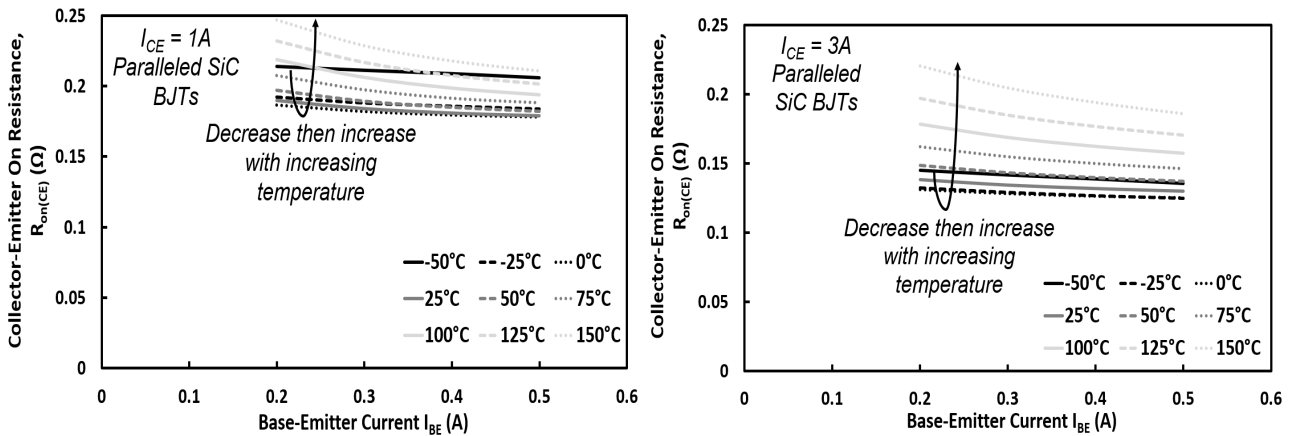 Collector-Emitter On Resistance,
R_on(CE) (Ω)
0.25
0.2
0.15
0.1
0.05
0
I_CE = 1A
Paralleled SiC
BJTs
Decrease then increase
with increasing
temperature
-50°C -25°C 0°C
25°C 50°C 75°C
100°C 125°C 150°C
0 0.1 0.2 0.3 0.4 0.5 0.6
Base-Emitter Current I_BE (A)
Collector-Emitter On Resistance,
R_on(CE) (Ω)
0.25
0.2
0.15
0.1
0.05
0
I_CE = 3A
Paralleled
SiC BJTs
Decrease then increase
with increasing
temperature
-50°C -25°C 0°C
25°C 50°C 75°C
100°C 125°C 150°C
0 0.1 0.2 0.3 0.4 0.5 0.6
Base-Emitter Current I_BE (A)